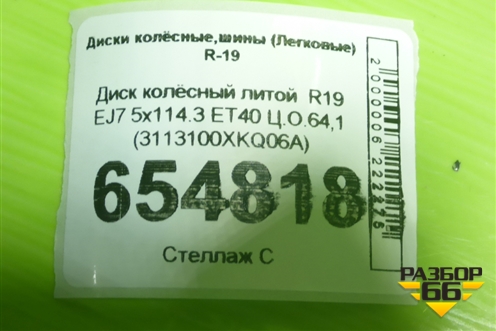 Диски колёсные,шины (Легковые)
R-19
Диск колёсный литой R19
EJ7 5x114.3 ET40 Ц.О.64,1
(3113100XKQ06A)
654818
Стеллаж С
2000006222276
РАЗБОР
66